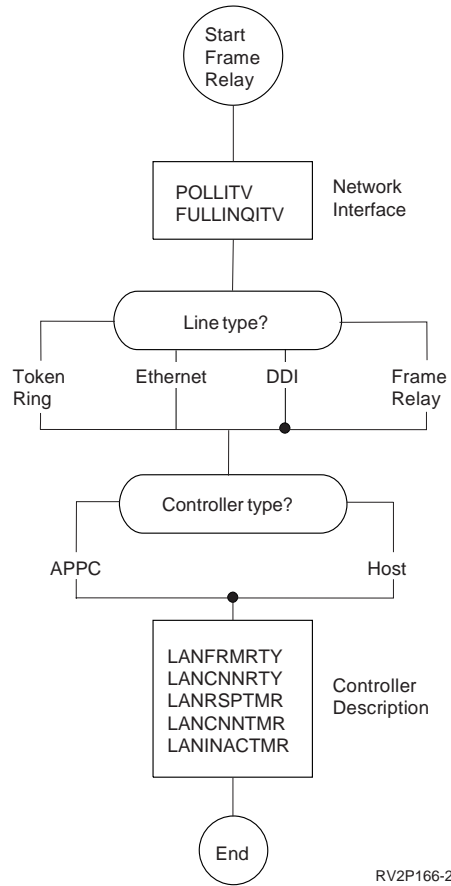 Start
Frame
Relay
POLLITV
FULLINQITV
Network
Interface
Line type?
Token
Ring
Ethernet
DDI
Frame
Relay
Controller type?
APPC
Host
LANFRMRTY
LANCNNRTY
LANRSPTMR
LANCNNTMR
LANINACTMR
Controller
Description
End
RV2P166-2